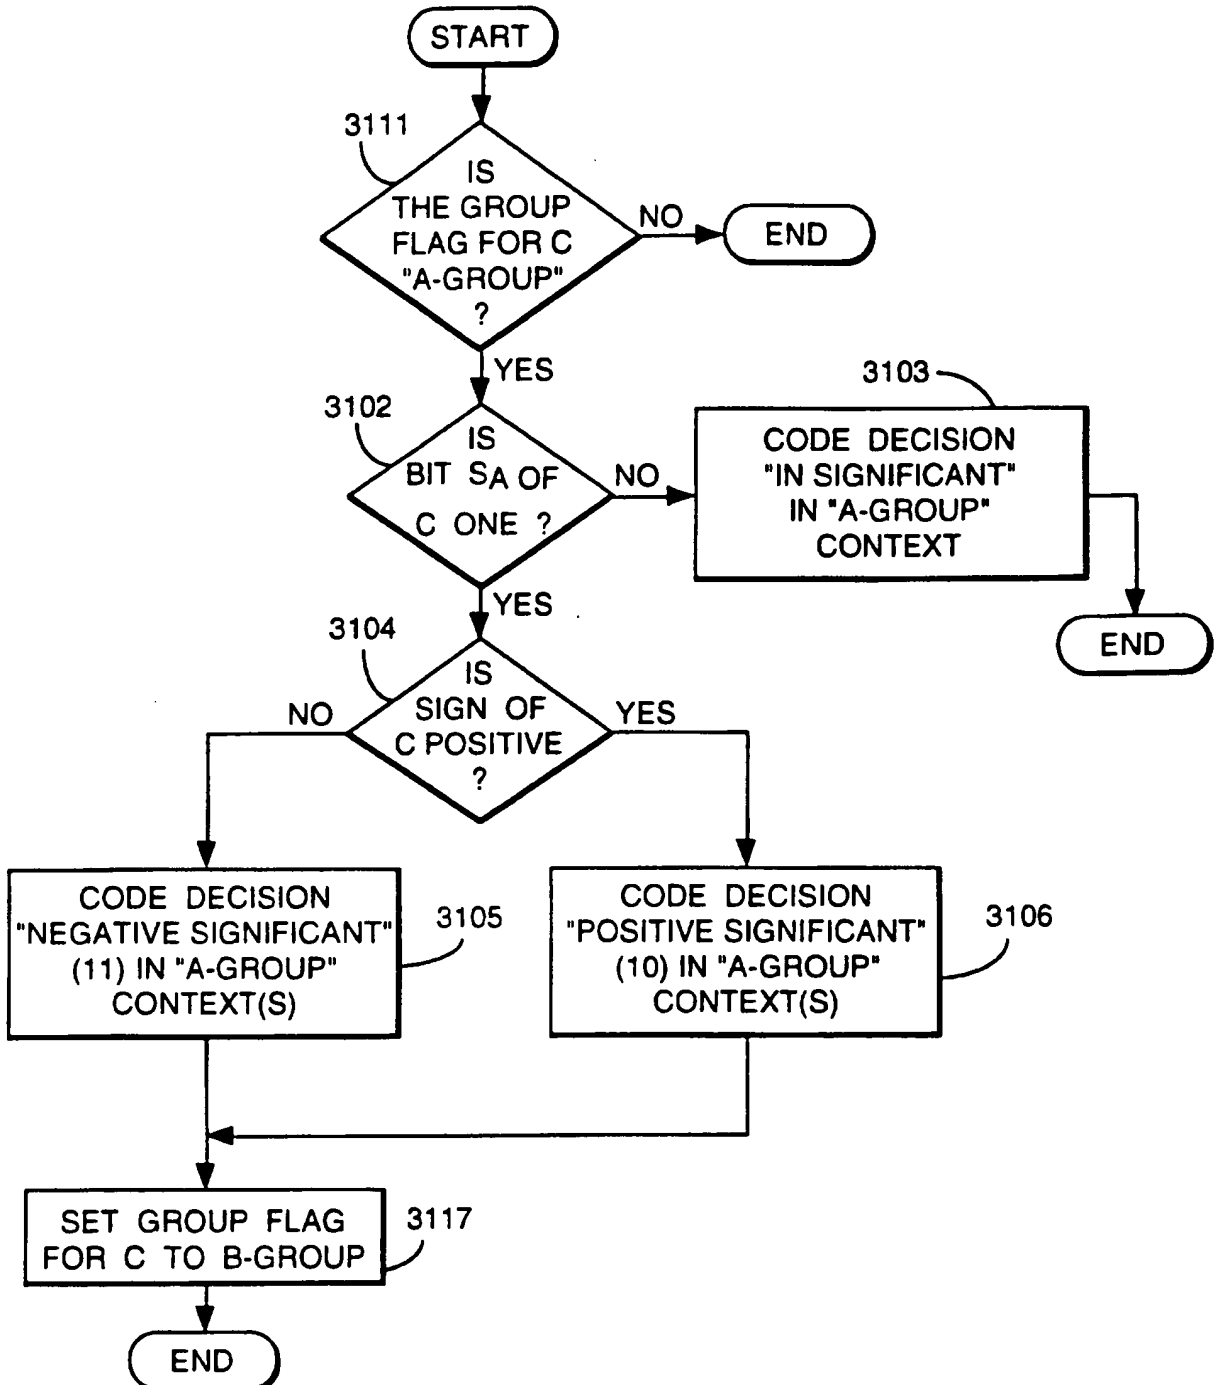 START
3111
IS
THE GROUP
FLAG FOR C
"A-GROUP"
?
NO
END
YES
3102
IS
BIT SA OF
C ONE ?
NO
3103
CODE DECISION
"IN SIGNIFICANT"
IN "A-GROUP"
CONTEXT
END
YES
3104
IS
SIGN OF
C POSITIVE
?
NO
YES
CODE DECISION
"NEGATIVE SIGNIFICANT"
(11) IN "A-GROUP"
CONTEXT(S)
3105
CODE DECISION
"POSITIVE SIGNIFICANT"
(10) IN "A-GROUP"
CONTEXT(S)
3106
SET GROUP FLAG
FOR C TO B-GROUP
3117
END